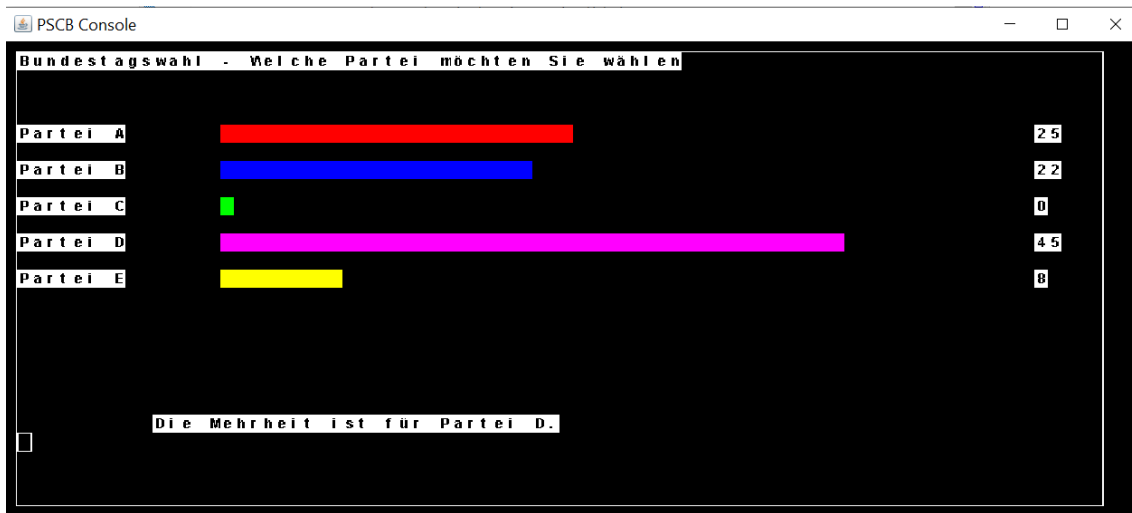 PSCB Console
Bundestagswahl - Welche Partei möchten Sie wählen
Partei A 25
Partei B 22
Partei C 0
Partei D 45
Partei E 8
Die Mehrheit ist für Partei D.